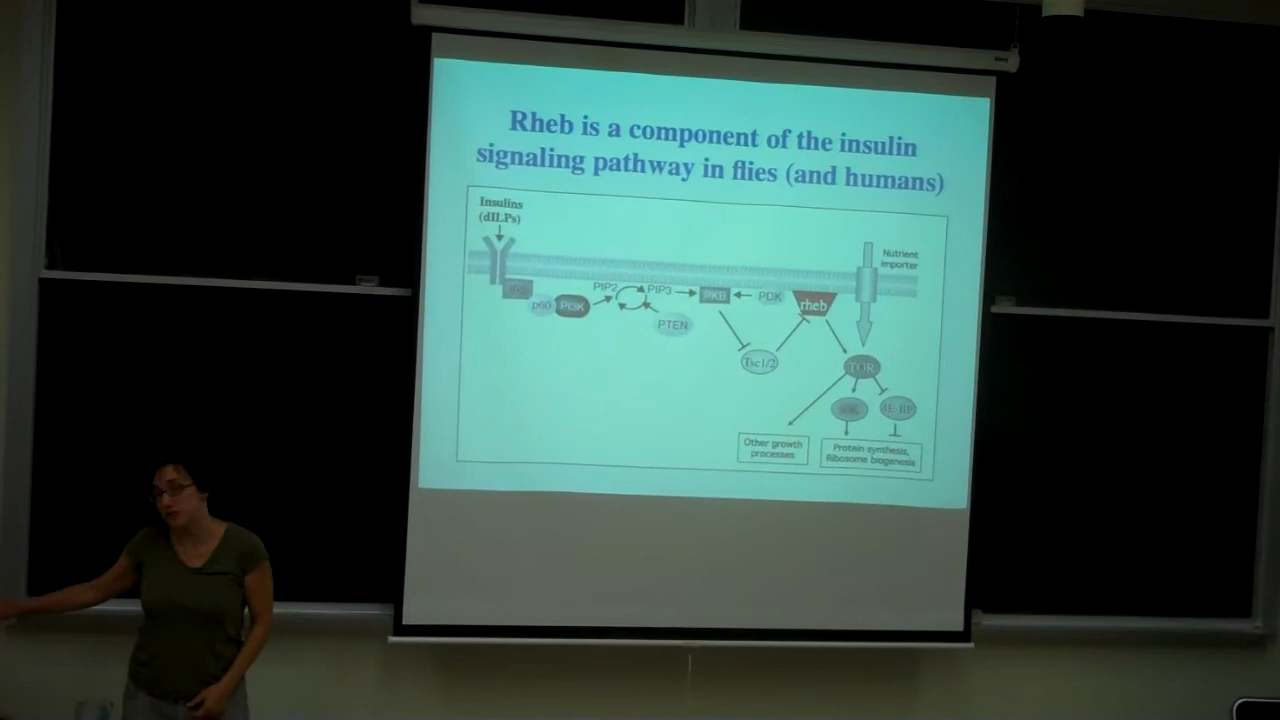 Rheb is a component of the insulin
signaling pathway in flies (and humans)
Insulins
(dILPs)
Nutrient
importer
IRS
p60
PI3K
PIP2
PIP3
PKB
PDK
rheb
PTEN
Tsc1/2
TOR
4E-BP
Other growth
processes
Protein synthesis,
Ribosome biogenesis